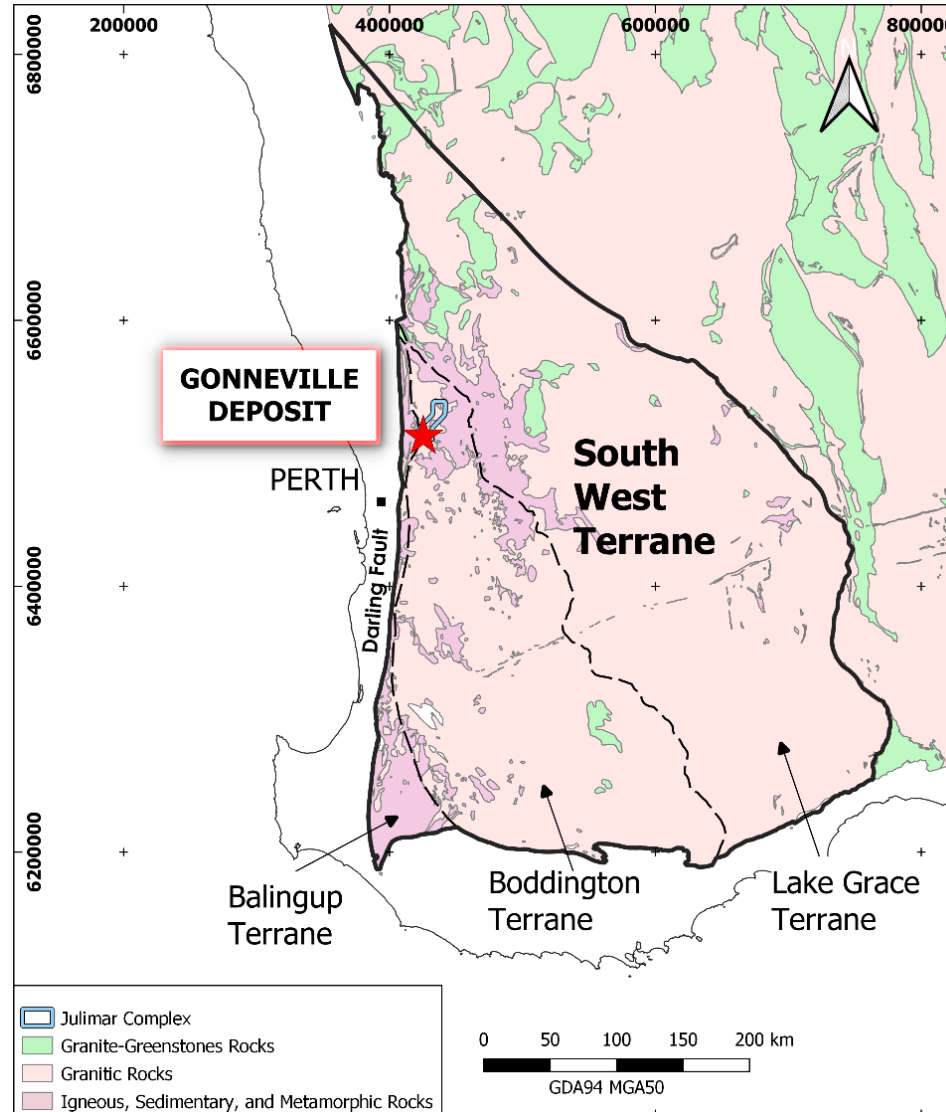 200000 400000 600000 800000
N
6800000
6600000
GONNEVILLE
DEPOSIT
PERTH
South
West
Terrane
6400000
Darling Fault
6200000
Balingup
Terrane
Boddington
Terrane
Lake Grace
Terrane
Julimar Complex
Granite-Greenstones Rocks
Granitic Rocks
Igneous, Sedimentary, and Metamorphic Rocks
0 50 100 150 200 km
GDA94 MGA50